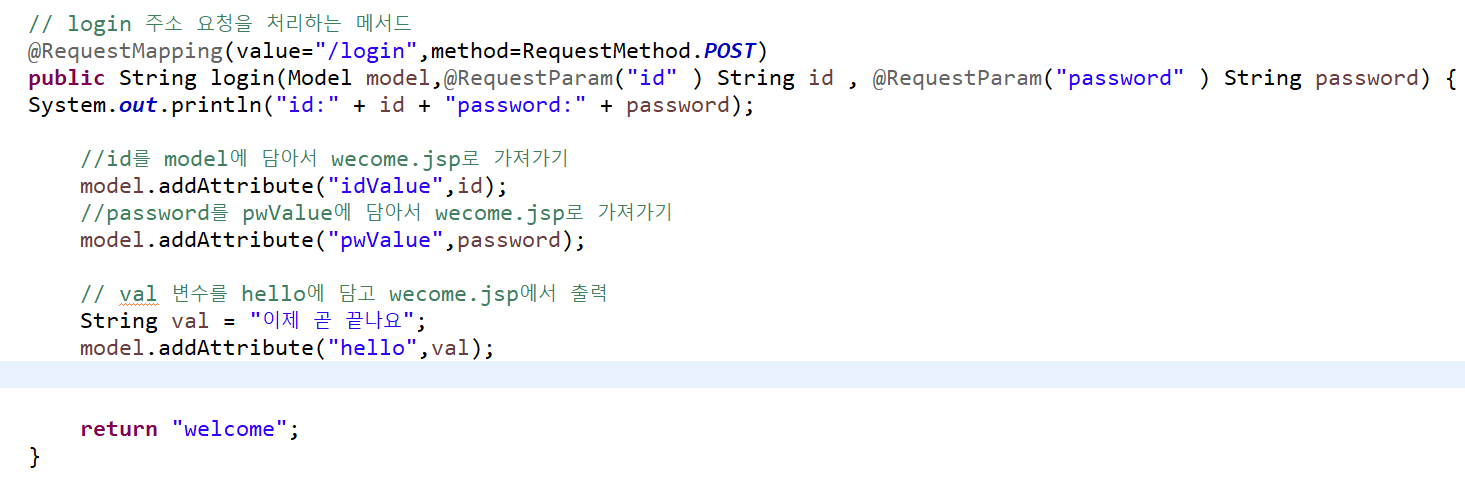 // login 주소 요청을 처리하는 메서드
@RequestMapping(value="/login",method=RequestMethod.POST)
public String login(Model model,@RequestParam("id" ) String id , @RequestParam("password" ) String password) {
System.out.println("id:" + id + "password:" + password);
//id를 model에 담아서 wecome.jsp로 가져가기
model.addAttribute("idValue",id);
//password를 pwValue에 담아서 wecome.jsp로 가져가기
model.addAttribute("pwValue",password);
// val 변수를 hello에 담고 wecome.jsp에서 출력
String val = "이제 곧 끝나요";
model.addAttribute("hello",val);
return "welcome";
}